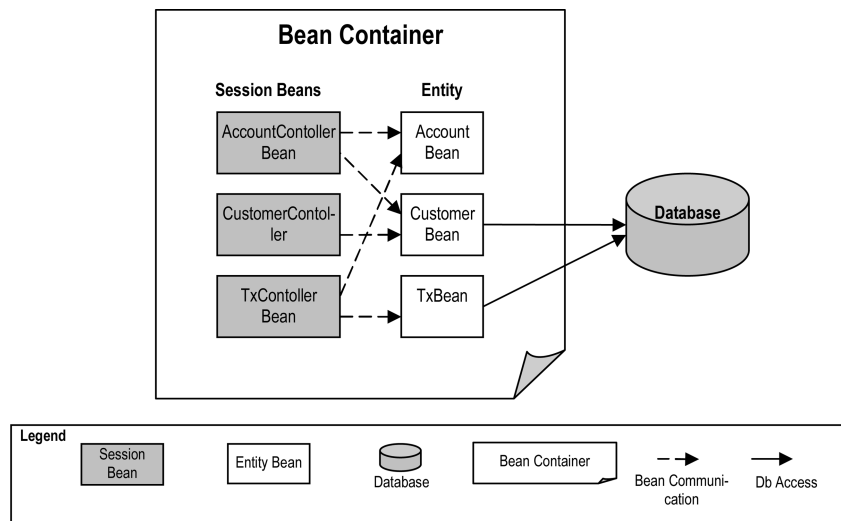 Bean Container
Session Beans
Entity
AccountContoller
Bean
Account
Bean
CustomerContol-
ler
Customer
Bean
Database
TxContoller
Bean
TxBean
Legend
Session
Bean
Entity Bean
Database
Bean Container
Bean Communi-
cation
Db Access